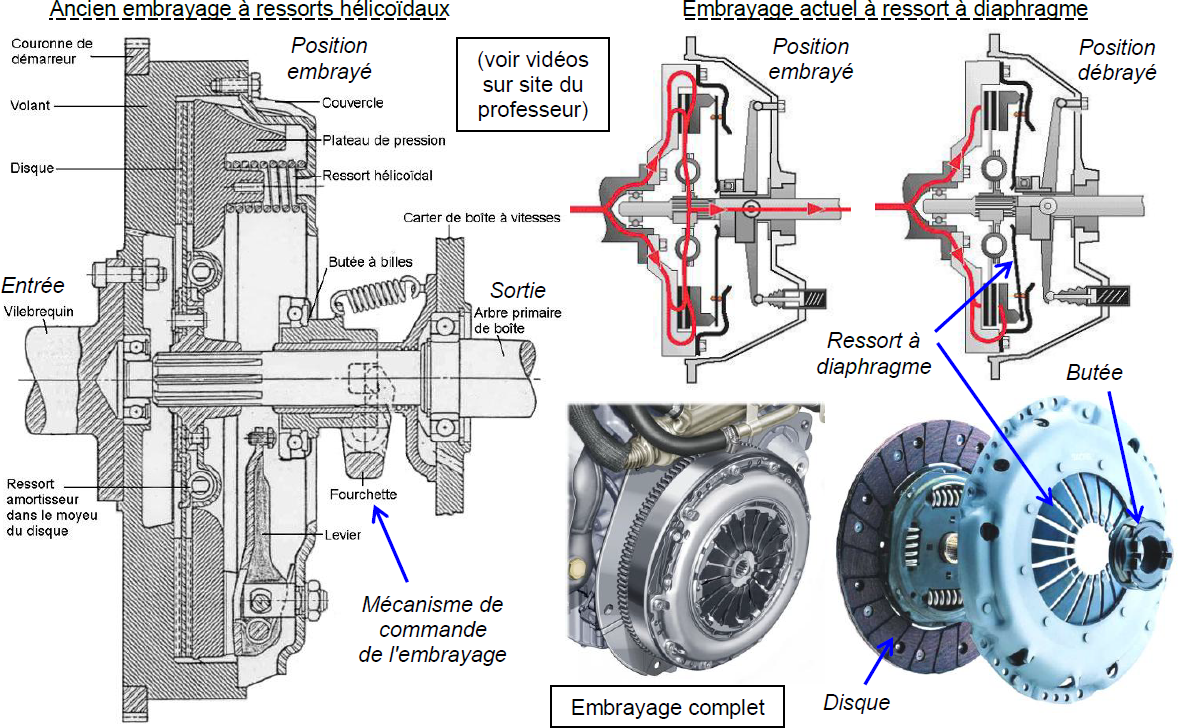 Ancien embrayage à ressorts hélicoïdaux
Couronne de
démarreur
Position
embrayé
Volant
Couvercle
Plateau de pression
Disque
Ressort hélicoïdal
Carter de boîte à vitesses
Butée à billes
Entrée
Vilebrequin
Sortie
Arbre primaire
de boîte
Ressort
amortisseur
dans le moyeu
du disque
Fourchette
Levier
Mécanisme de
commande
de l'embrayage
(voir vidéos
sur site du
professeur)
Embrayage actuel à ressort à diaphragme
Position
embrayé
Position
débrayé
Ressort à
diaphragme
Butée
Disque
Embrayage complet